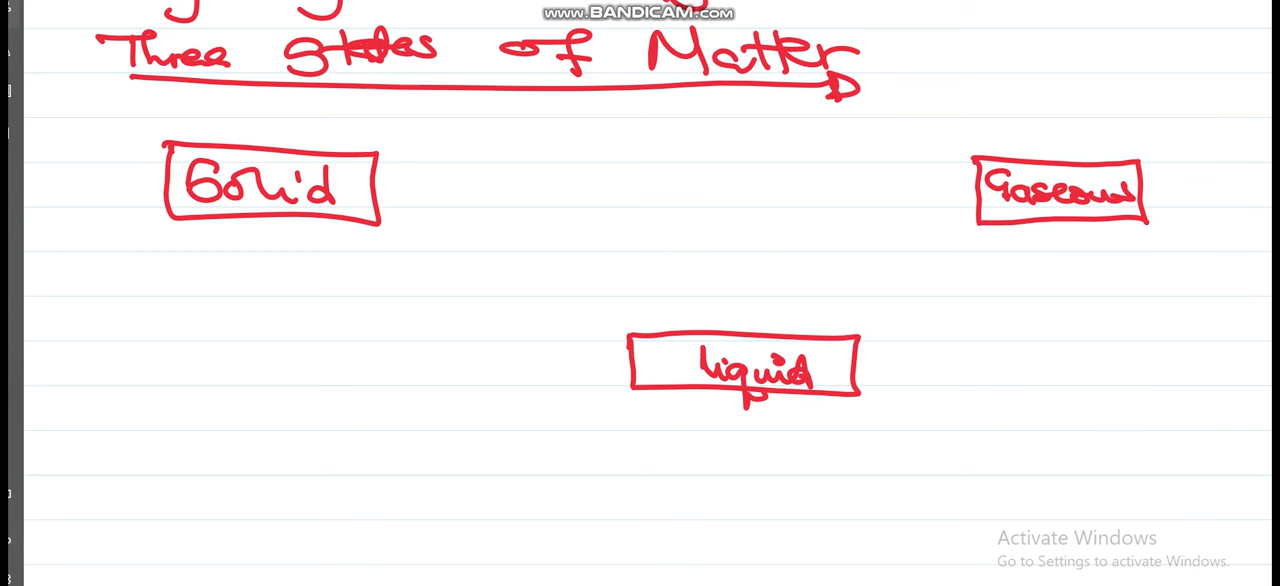 www.BANDICAM.com
Three states of Matter
Solid
Gaseous
liquid
Activate Windows
Go to Settings to activate Windows.